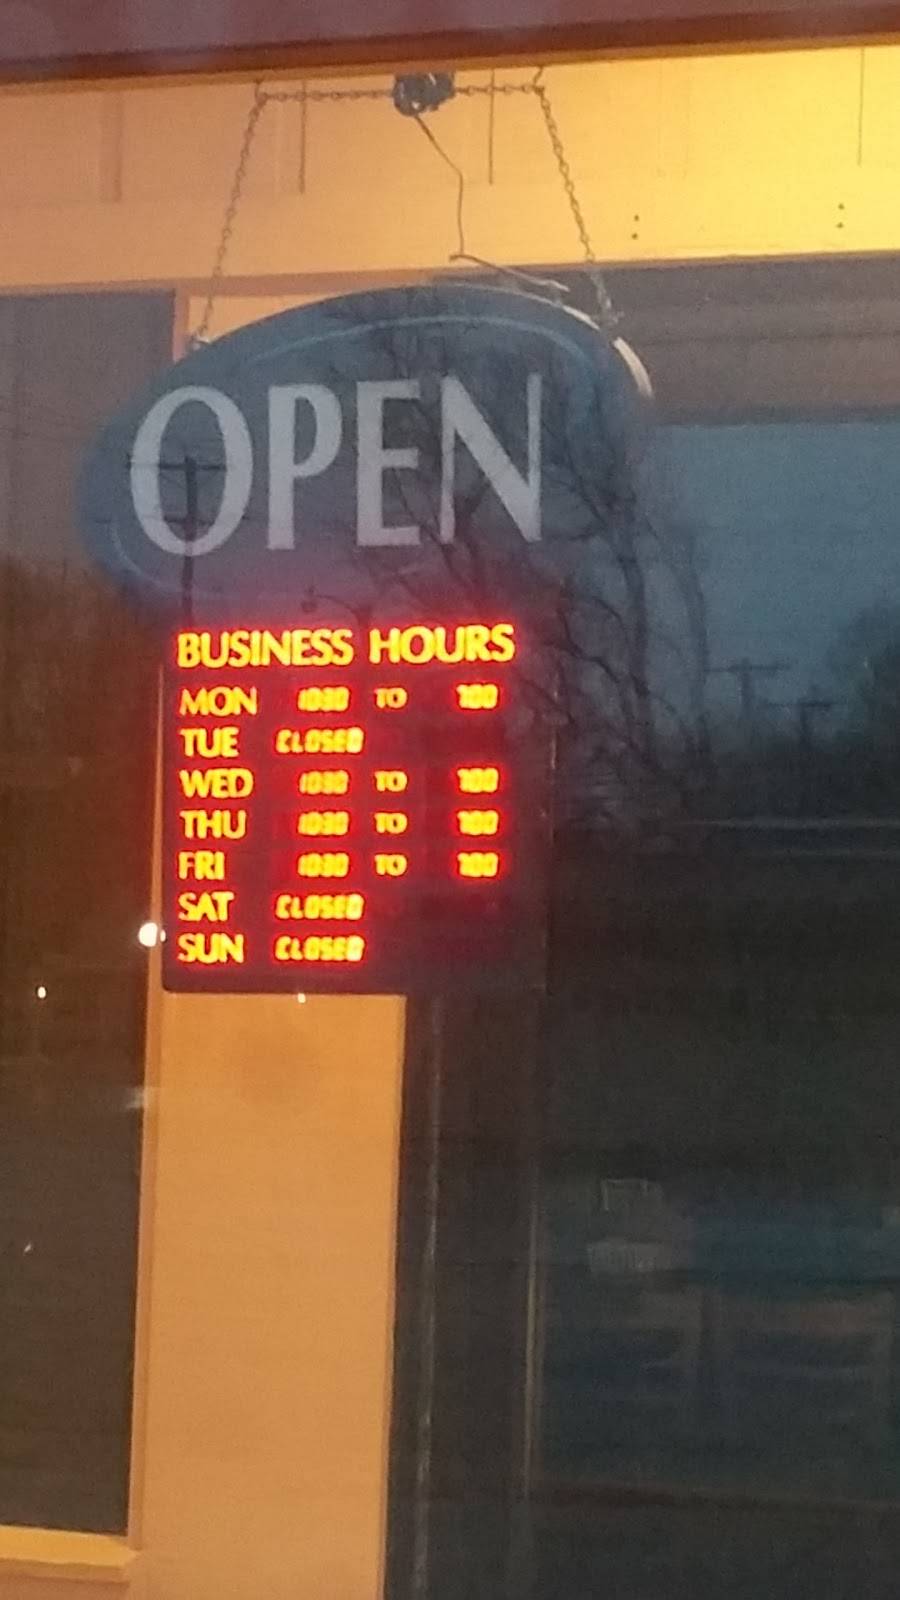 OPEN
BUSINESS HOURS
MON 1030 TO 100
TUE CLOSED
WED 1030 TO 100
THU 1030 TO 100
FRI 1030 TO 100
SAT CLOSED
SUN CLOSED